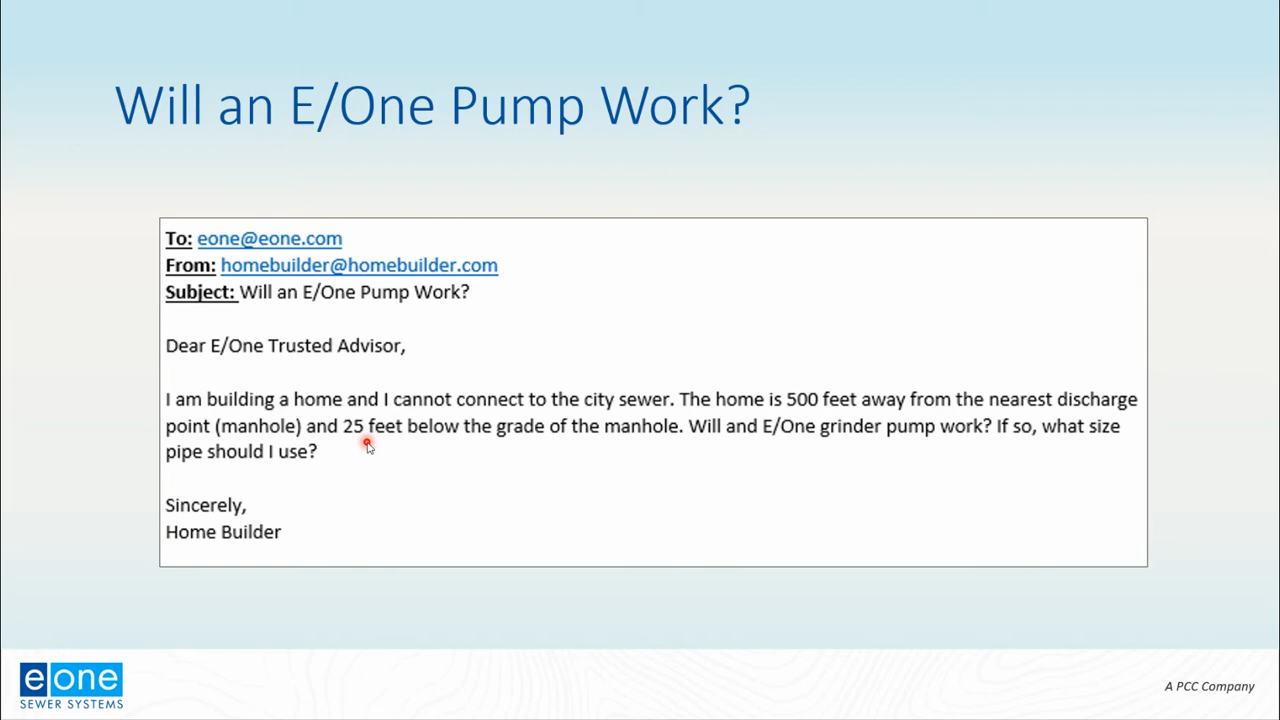 Will an E/One Pump Work?
To: eone@eone.com
From: homebuilder@homebuilder.com
Subject: Will an E/One Pump Work?
Dear E/One Trusted Advisor,
I am building a home and I cannot connect to the city sewer. The home is 500 feet away from the nearest discharge
point (manhole) and 25 feet below the grade of the manhole. Will and E/One grinder pump work? If so, what size
pipe should I use?
Sincerely,
Home Builder
eone
SEWER SYSTEMS
A PCC Company